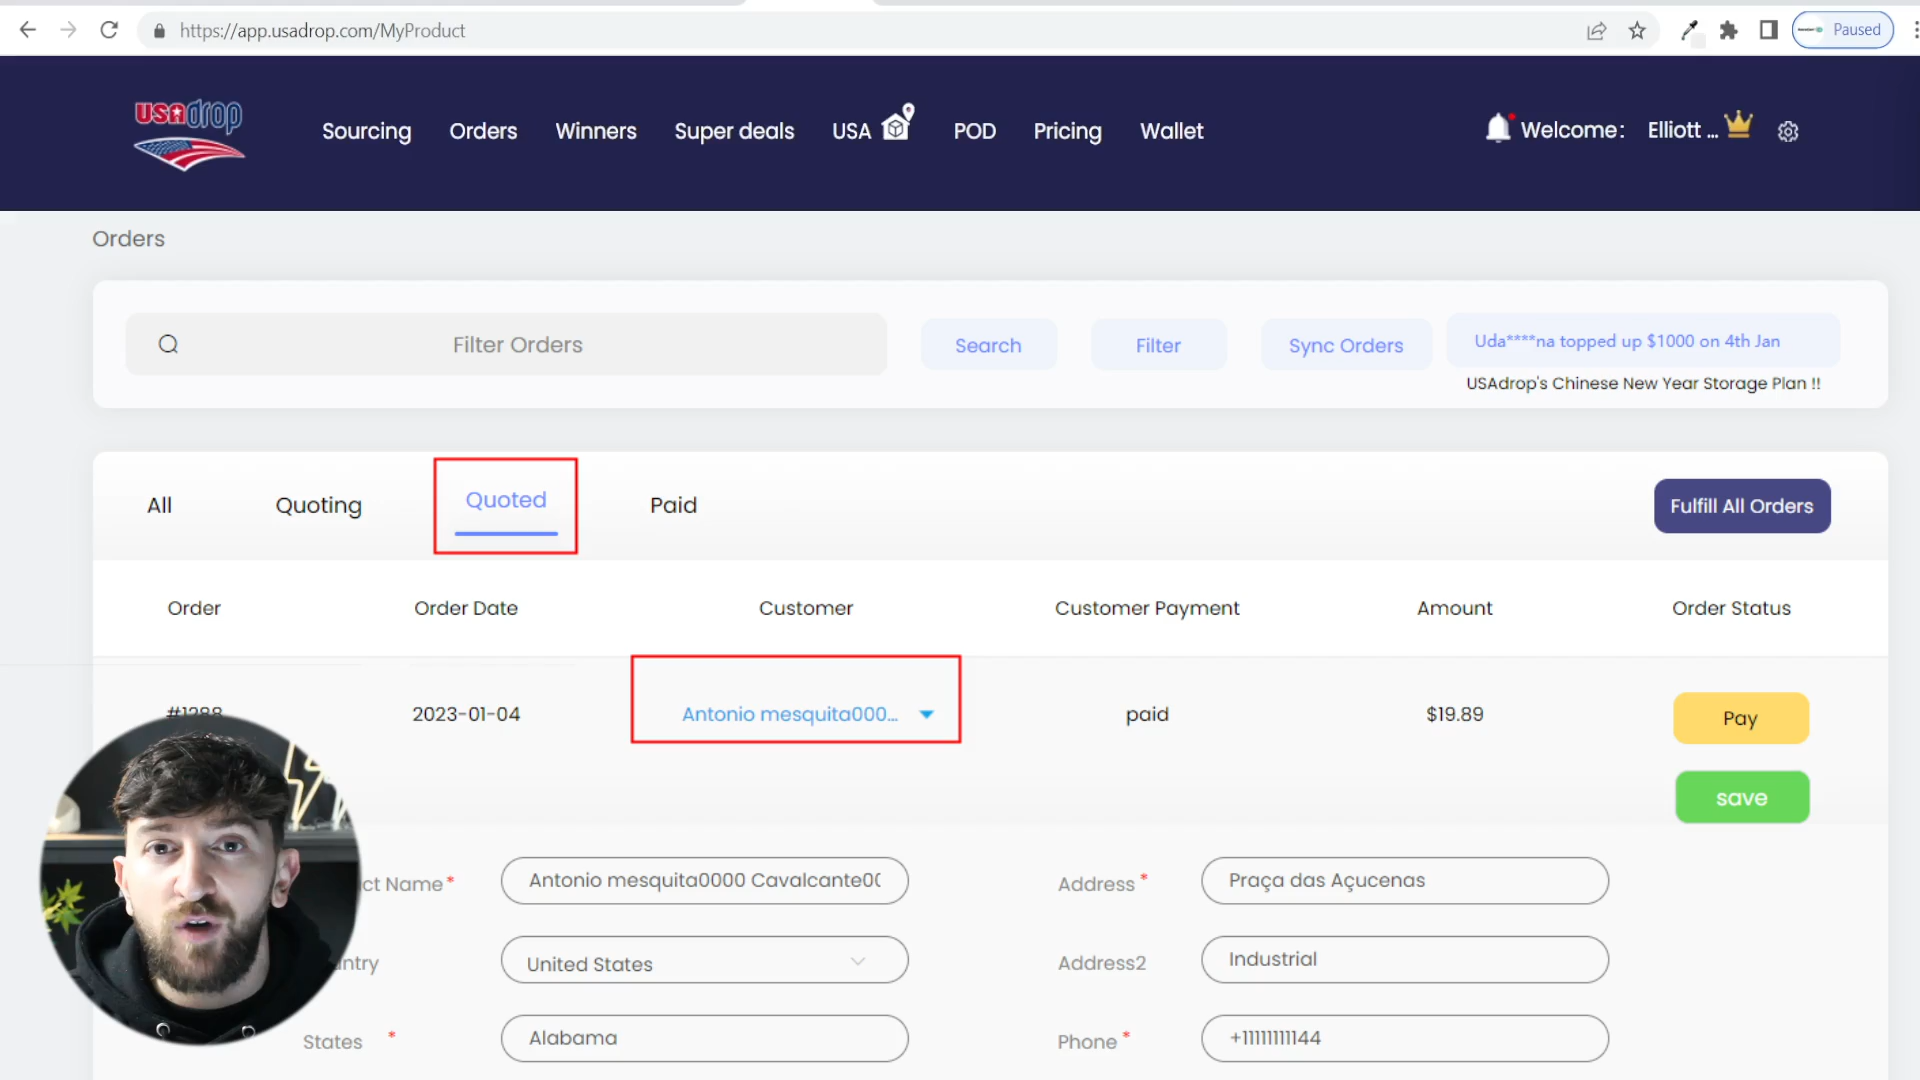 https://app.usadrop.com/MyProduct
Paused
usadrop
Sourcing
Orders
Winners
Super deals
USA
POD
Pricing
Wallet
Welcome:
Elliott ...
Orders
Filter Orders
Search
Filter
Sync Orders
Uda****na topped up $1000 on 4th Jan
USAdrop's Chinese New Year Storage Plan !!
All
Quoting
Quoted
Paid
Fulfill All Orders
Order
Order Date
Customer
Customer Payment
Amount
Order Status
#1288
2023-01-04
Antonio mesquita000...
paid
$19.89
Pay
save
ct Name*
Antonio mesquita0000 Cavalcante0(
Address *
Praça das Açucenas
ntry
United States
Address2
Industrial
States *
Alabama
Phone *
+11111111144